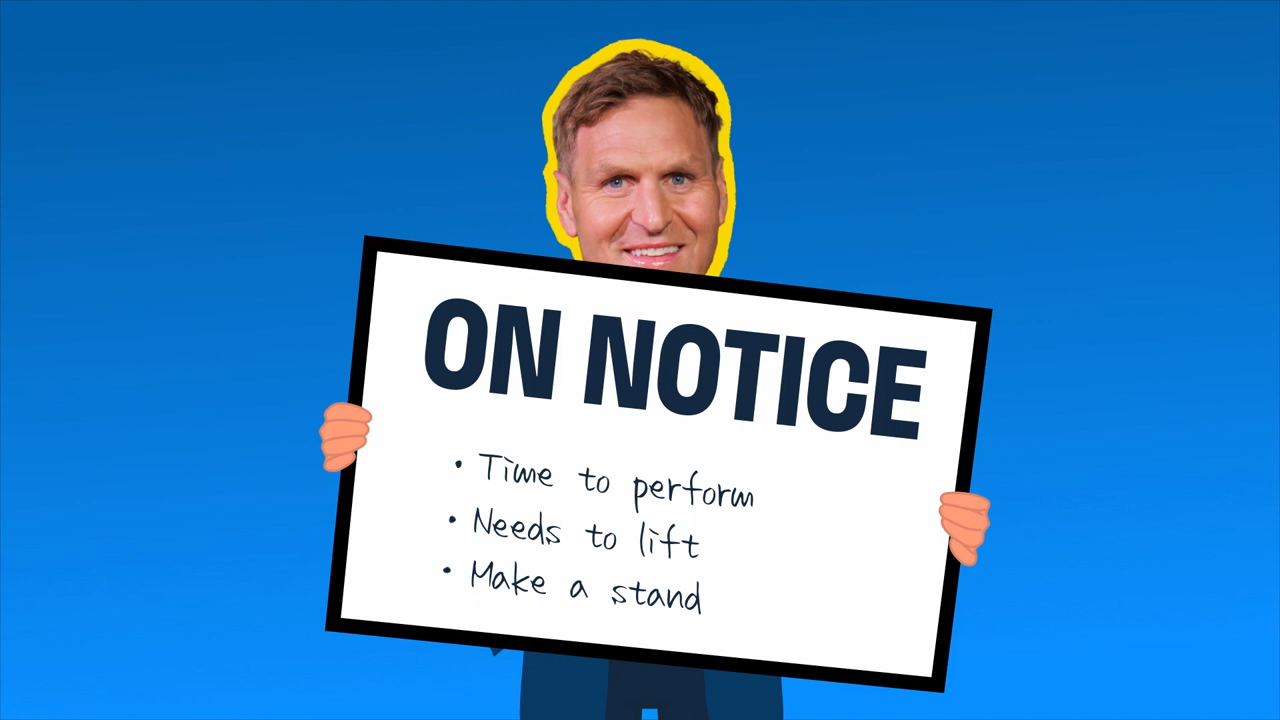 ON NOTICE
• Time to perform
• Needs to lift
• Make a stand